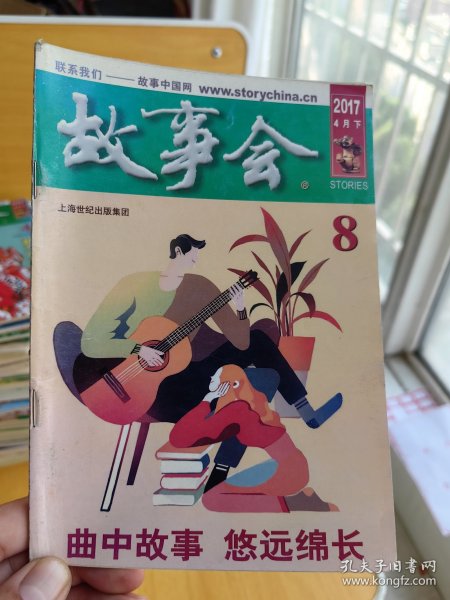 联系我们 —— 故事中国网 www.storychina.cn
故事会®
2017
4月下
STORIES
上海世纪出版集团
8
曲中故事 悠远绵长
孔夫子旧书网
kongfz.com